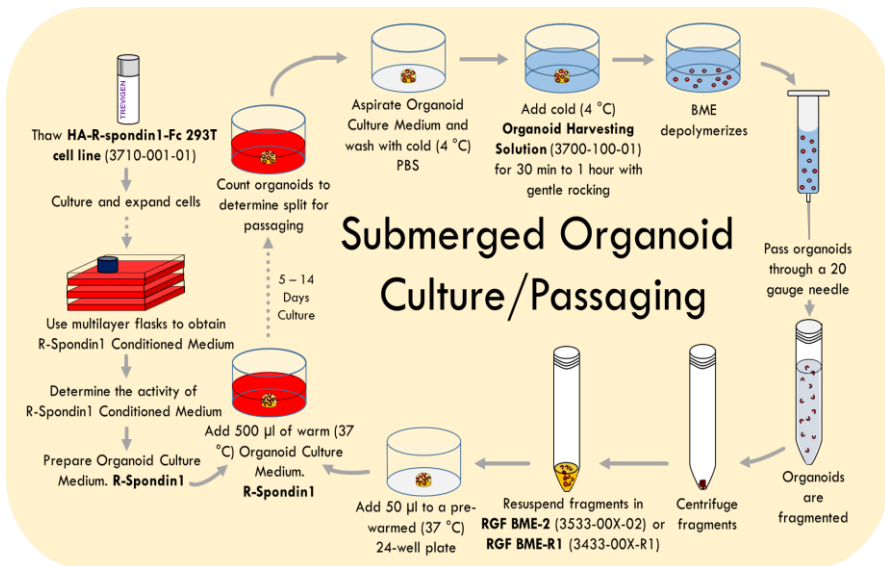 TREVIGEN
Thaw HA-R-spondin1-Fc 293T
cell line (3710-001-01)
Culture and expand cells
Use multilayer flasks to obtain
R-Spondin1 Conditioned Medium
Determine the activity of
R-Spondin1 Conditioned Medium
Prepare Organoid Culture
Medium. R-Spondin1
Submerged Organoid
Culture/Passaging
Add 500 µl of warm (37
°C) Organoid Culture
Medium.
R-Spondin1
5 – 14
Days
Culture
Count organoids to
determine split for
passaging
Aspirate Organoid
Culture Medium and
wash with cold (4 °C)
PBS
Add cold (4 °C)
Organoid Harvesting
Solution (3700-100-01)
for 30 min to 1 hour with
gentle rocking
BME
depolymerizes
Pass organoids
through a 20
gauge needle
Organoids
are
fragmented
Centrifuge
fragments
Resuspend fragments in
RGF BME-2 (3533-00X-02) or
RGF BME-R1 (3433-00X-R1)
Add 50 µl to a pre-
warmed (37 °C)
24-well plate